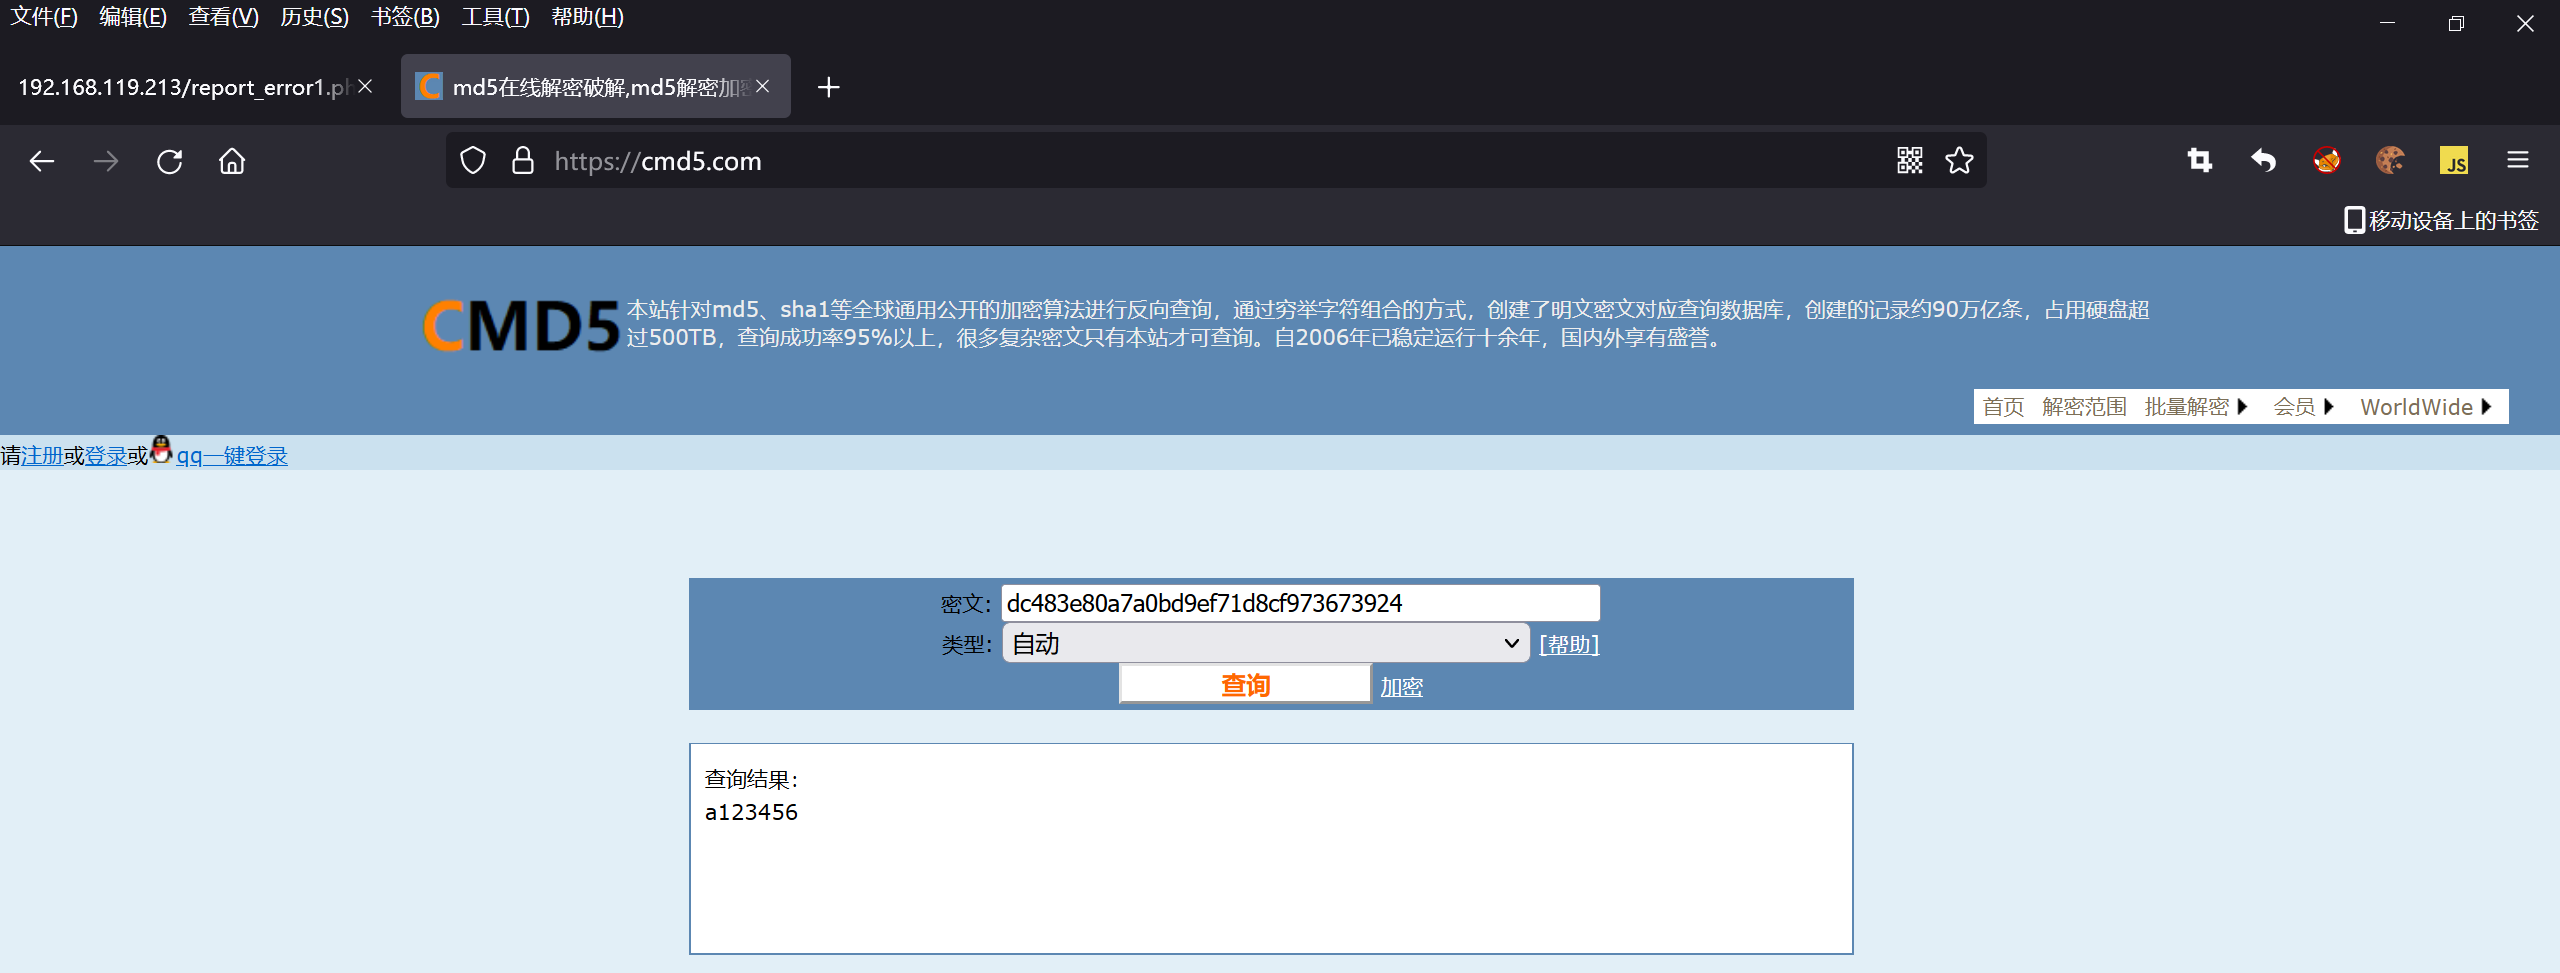 文件(F) 编辑(E) 查看(V) 历史(S) 书签(B) 工具(T) 帮助(H)
192.168.119.213/report_error1.ph
md5在线解密破解,md5解密加密
https://cmd5.com
JS
移动设备上的书签
CMD5
本站针对md5、sha1等全球通用公开的加密算法进行反向查询，通过穷举字符组合的方式，创建了明文密文对应查询数据库，创建的记录约90万亿条，占用硬盘超
过500TB，查询成功率95%以上，很多复杂密文只有本站才可查询。自2006年已稳定运行十余年，国内外享有盛誉。
首页 解密范围 批量解密 会员 WorldWide
请注册或登录或qq一键登录
密文： dc483e80a7a0bd9ef71d8cf973673924
类型： 自动 [帮助]
查询 加密
查询结果：
a123456